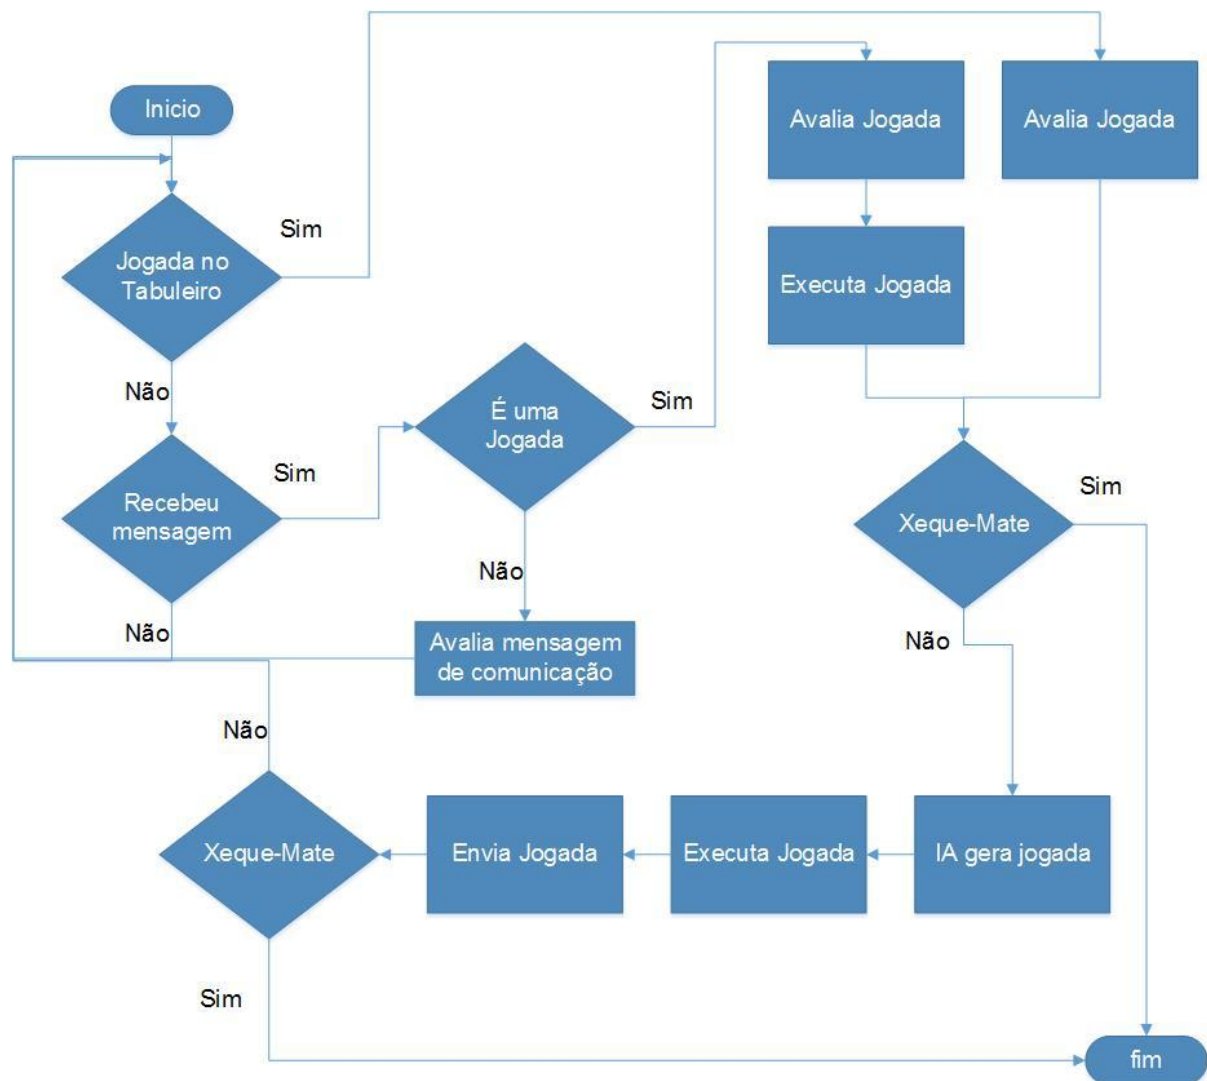 Inicio
Avalia Jogada
Avalia Jogada
Sim
Jogada no
Tabuleiro
Executa Jogada
Não
É uma
Jogada
Sim
Sim
Recebeu
mensagem
Sim
Xeque-Mate
Não
Não
Avalia mensagem
de comunicação
Não
Não
Xeque-Mate
Envia Jogada
Executa Jogada
IA gera jogada
Sim
fim